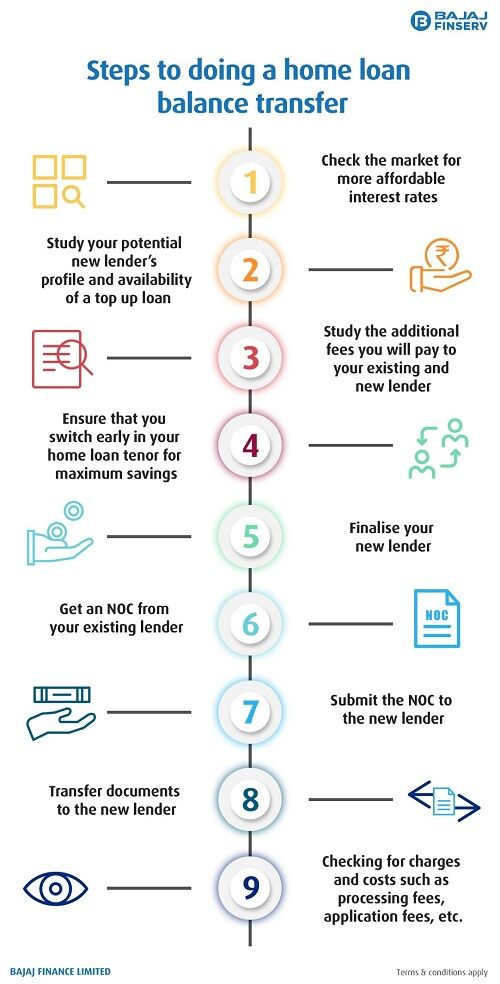 BAJAJ
FINSERV
Steps to doing a home loan
balance transfer
1
Check the market for
more affordable
interest rates
Study your potential
new lender's
profile and availability
of a top up loan
2
₹
3
Study the additional
fees you will pay to
your existing and
new lender
Ensure that you
switch early in your
home loan tenor for
maximum savings
4
5
Finalise your
new lender
Get an NOC from
your existing lender
6
NOC
7
Submit the NOC to
the new lender
Transfer documents
to the new lender
8
9
Checking for charges
and costs such as
processing fees,
application fees, etc.
BAJAJ FINANCE LIMITED
Terms & conditions apply